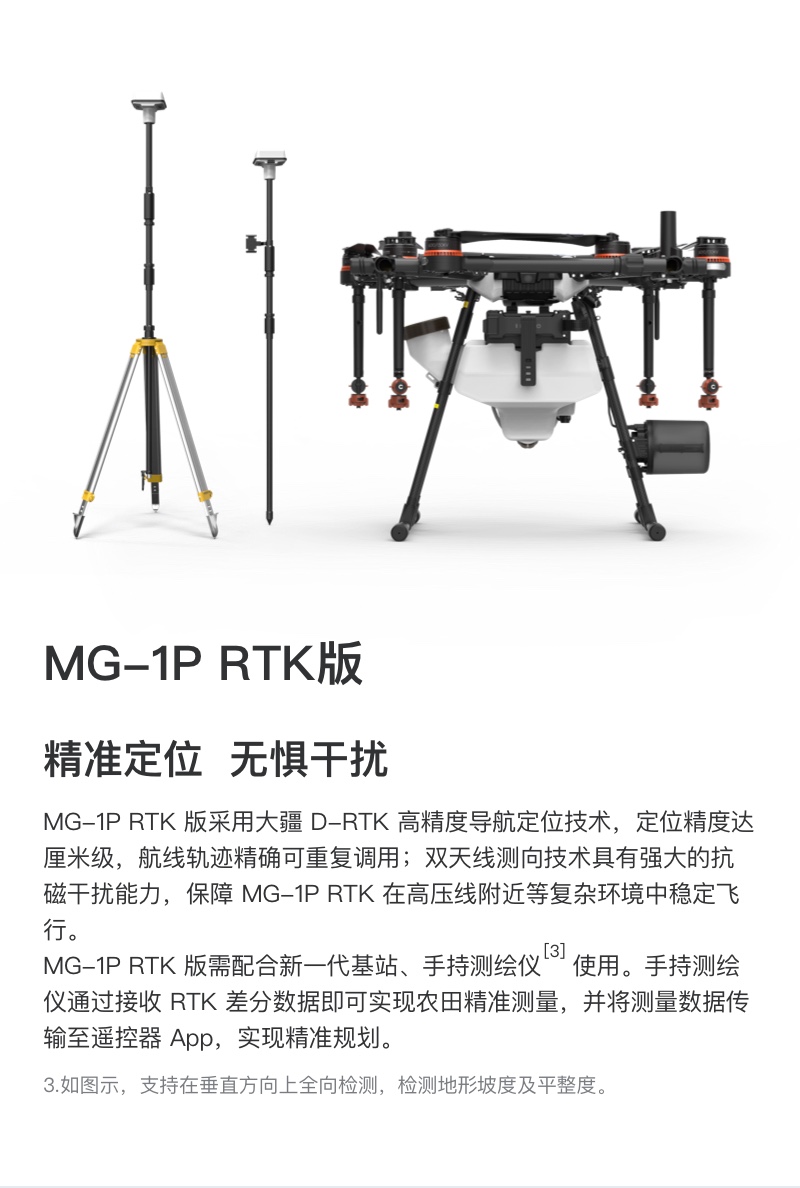 MG-1P RTK版
精准定位 无惧干扰
MG-1P RTK 版采用大疆 D-RTK 高精度导航定位技术，定位精度达
厘米级，航线轨迹精确可重复调用；双天线测向技术具有强大的抗
磁干扰能力，保障 MG-1P RTK 在高压线附近等复杂环境中稳定飞
行。
MG-1P RTK 版需配合新一代基站、手持测绘仪[3] 使用。手持测绘
仪通过接收 RTK 差分数据即可实现农田精准测量，并将测量数据传
输至遥控器 App，实现精准规划。
3.如图示，支持在垂直方向上全向检测，检测地形坡度及平整度。